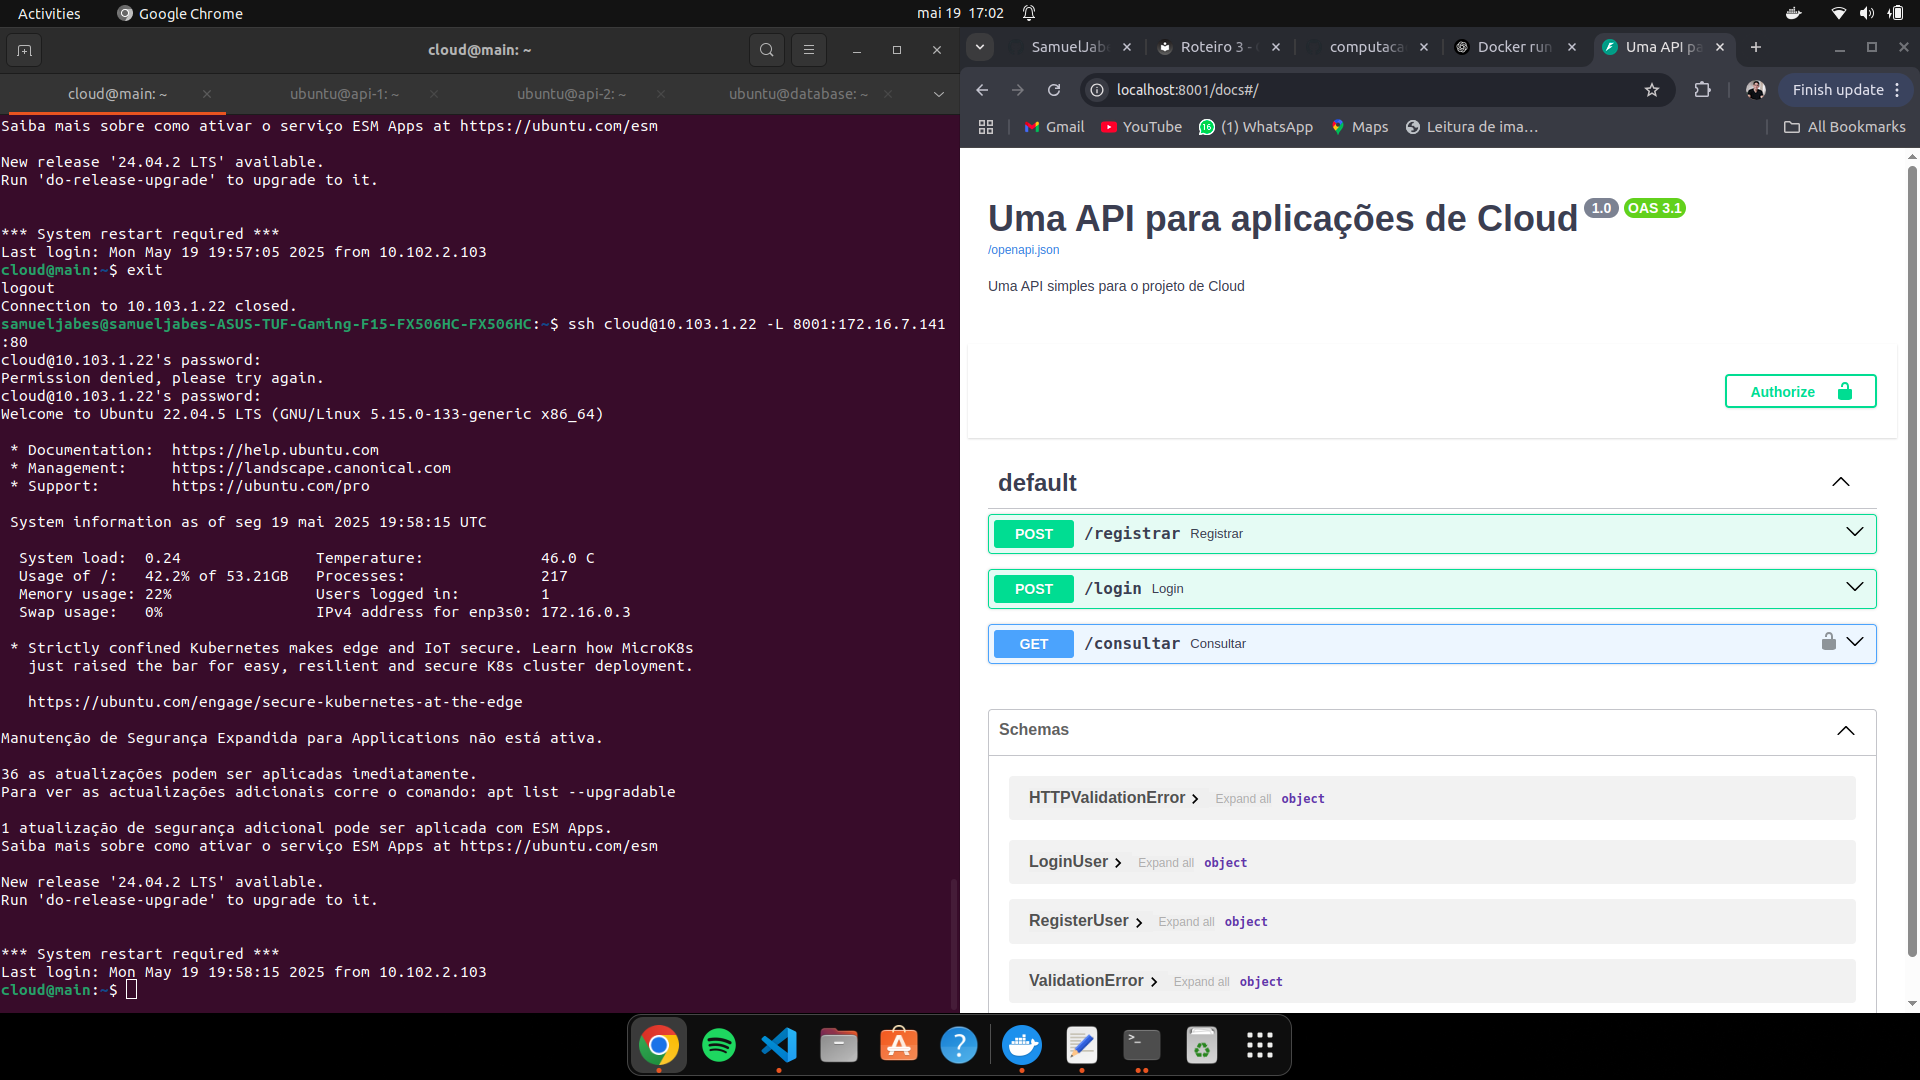 Activities
Google Chrome
mai 19 17:02
cloud@main: ~
cloud@main: ~
ubuntu@api-1: ~
ubuntu@api-2: ~
ubuntu@database: ~
Saiba mais sobre como ativar o serviço ESM Apps at https://ubuntu.com/esm
New release '24.04.2 LTS' available.
Run 'do-release-upgrade' to upgrade to it.
*** System restart required ***
Last login: Mon May 19 19:57:05 2025 from 10.102.2.103
cloud@main:~$ exit
logout
Connection to 10.103.1.22 closed.
samueljabes@samueljabes-ASUS-TUF-Gaming-F15-FX506HC-FX506HC:~$ ssh cloud@10.103.1.22 -L 8001:172.16.7.141
:80
cloud@10.103.1.22's password:
Permission denied, please try again.
cloud@10.103.1.22's password:
Welcome to Ubuntu 22.04.5 LTS (GNU/Linux 5.15.0-133-generic x86_64)
* Documentation: https://help.ubuntu.com
* Management: https://landscape.canonical.com
* Support: https://ubuntu.com/pro
System information as of seg 19 mai 2025 19:58:15 UTC
System load: 0.24 Temperature: 46.0 C
Usage of /: 42.2% of 53.21GB Processes: 217
Memory usage: 22% Users logged in: 1
Swap usage: 0% IPv4 address for enp3s0: 172.16.0.3
* Strictly confined Kubernetes makes edge and IoT secure. Learn how MicroK8s
just raised the bar for easy, resilient and secure K8s cluster deployment.
https://ubuntu.com/engage/secure-kubernetes-at-the-edge
Manutenção de Segurança Expandida para Applications não está ativa.
36 as atualizações podem ser aplicadas imediatamente.
Para ver as actualizações adicionais corre o comando: apt list --upgradable
1 atualização de segurança adicional pode ser aplicada com ESM Apps.
Saiba mais sobre como ativar o serviço ESM Apps at https://ubuntu.com/esm
New release '24.04.2 LTS' available.
Run 'do-release-upgrade' to upgrade to it.
*** System restart required ***
Last login: Mon May 19 19:58:15 2025 from 10.102.2.103
cloud@main:~$
SamuelJab
Roteiro 3 -
computaca
Docker run
Uma API pa
localhost:8001/docs#/
Finish update
Gmail
YouTube
(1) WhatsApp
Maps
Leitura de ima…
All Bookmarks
Uma API para aplicações de Cloud 1.0 OAS 3.1
/openapi.json
Uma API simples para o projeto de Cloud
Authorize
default
POST /registrar Registrar
POST /login Login
GET /consultar Consultar
Schemas
HTTPValidationError Expand all object
LoginUser Expand all object
RegisterUser Expand all object
ValidationError Expand all object